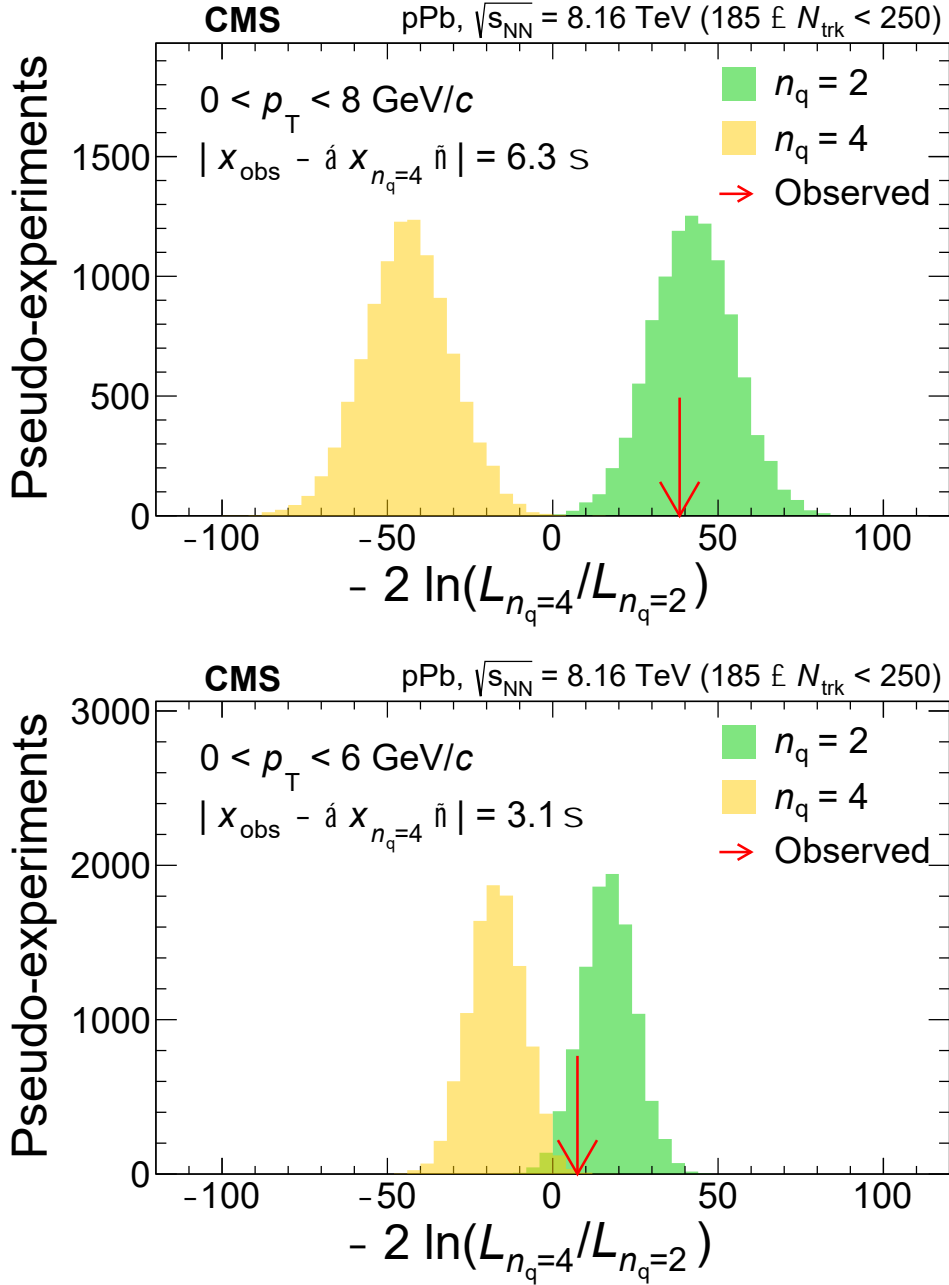 CMS pPb, √sNN = 8.16 TeV (185 £ Ntrk < 250)
0 < pT < 8 GeV/c
| xobs − á xnq=4 ñ | = 6.3 s
nq = 2
nq = 4
Observed
Pseudo-experiments
1500
1000
500
0
−100 −50 0 50 100
− 2 ln(Lnq=4/Lnq=2)
CMS pPb, √sNN = 8.16 TeV (185 £ Ntrk < 250)
0 < pT < 6 GeV/c
| xobs − á xnq=4 ñ | = 3.1 s
nq = 2
nq = 4
Observed
Pseudo-experiments
3000
2000
1000
0
−100 −50 0 50 100
− 2 ln(Lnq=4/Lnq=2)